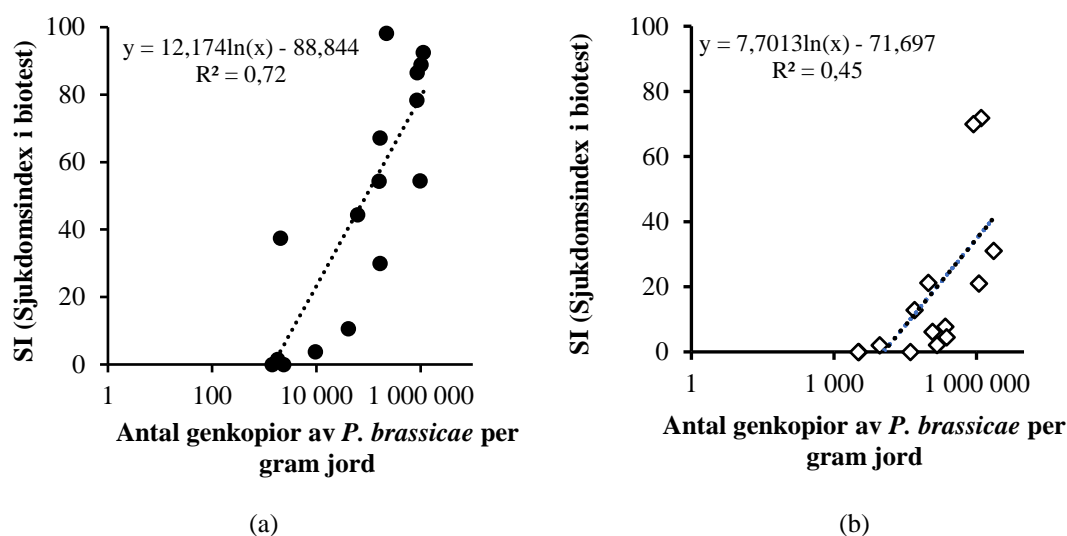 y = 12,174ln(x) - 88,844
R² = 0,72
SI (Sjukdomsindex i biotest)
100
80
60
40
20
0
1
100
10 000
1 000 000
Antal genkopior av P. brassicae per
gram jord
(a)
y = 7,7013ln(x) - 71,697
R² = 0,45
SI (Sjukdomsindex i biotest)
100
80
60
40
20
0
1
1 000
1 000 000
Antal genkopior av P. brassicae per
gram jord
(b)